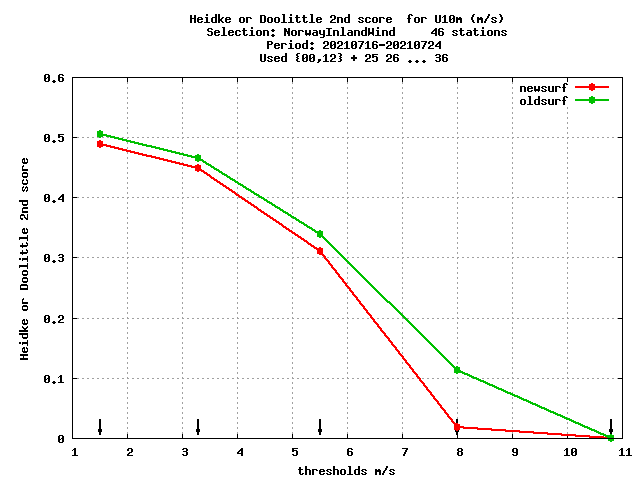 Heidke or Doolittle 2nd score  for U10m (m/s)
Selection: NorwayInlandWind     46 stations
Period: 20210716-20210724
Used {00,12} + 25 26 ... 36
newsurf
oldsurf
Heidke or Doolittle 2nd score
0.6
0.5
0.4
0.3
0.2
0.1
0
1 2 3 4 5 6 7 8 9 10 11
thresholds m/s